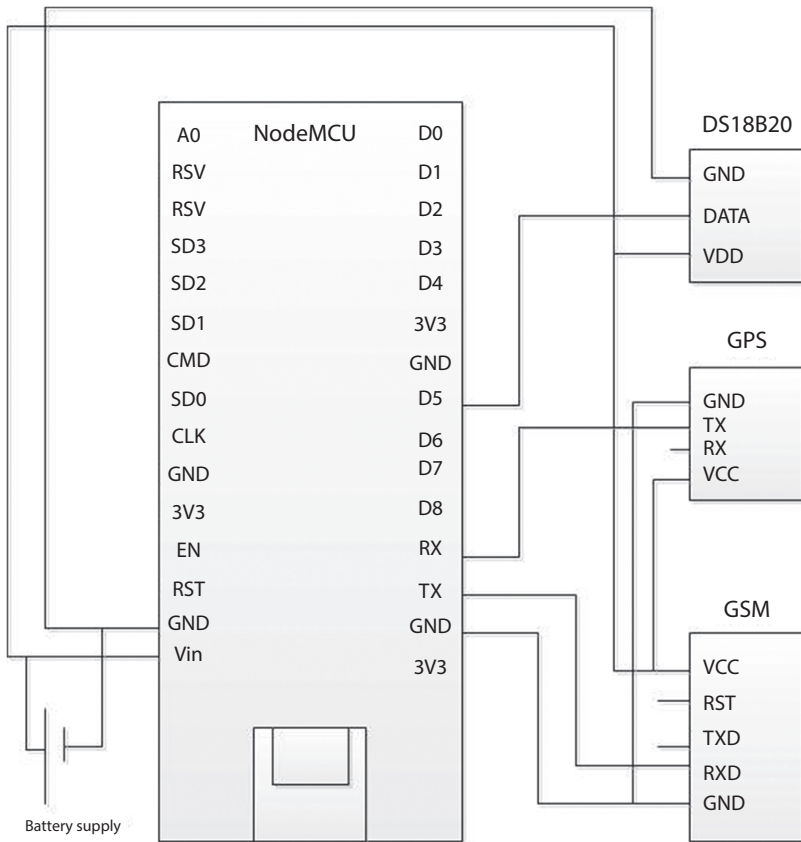 NodeMCU
A0
RSV
RSV
SD3
SD2
SD1
CMD
SD0
CLK
GND
3V3
EN
RST
GND
Vin
D0
D1
D2
D3
D4
3V3
GND
D5
D6
D7
D8
RX
TX
GND
3V3
DS18B20
GND
DATA
VDD
GPS
GND
TX
RX
VCC
GSM
VCC
RST
TXD
RXD
GND
Battery supply